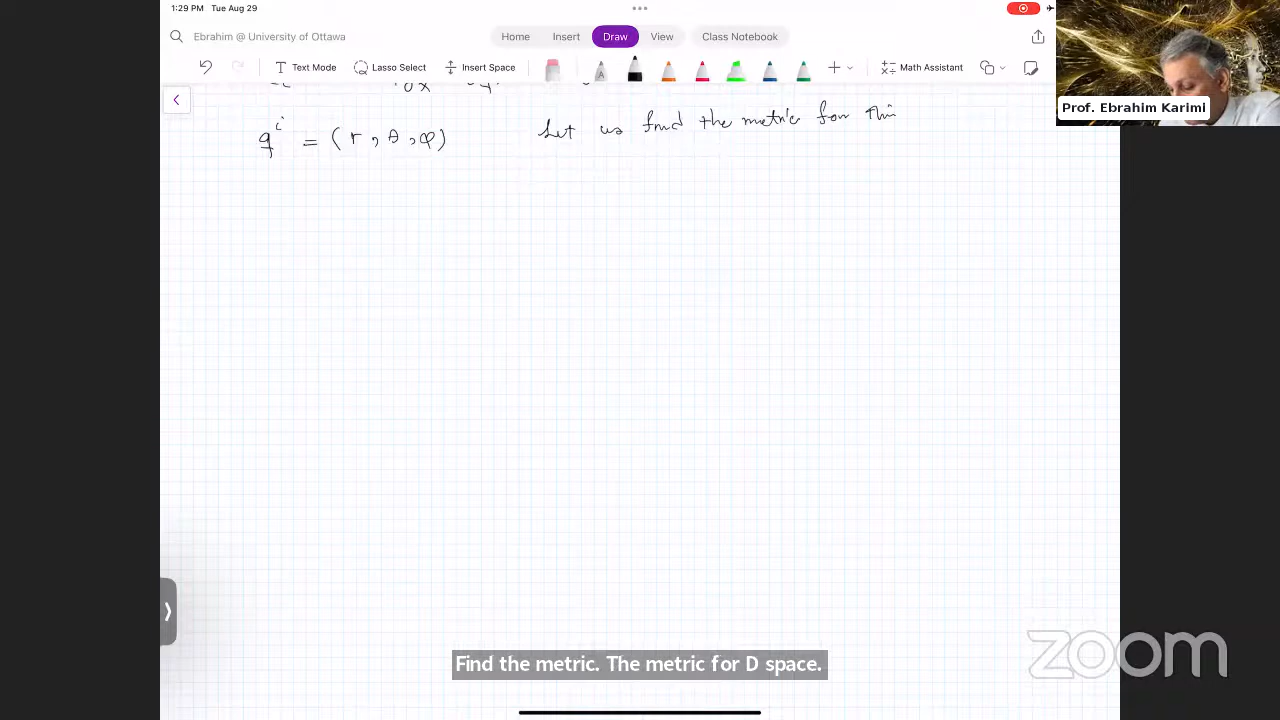 1:29 PM Tue Aug 29
Ebrahim @ University of Ottawa
Home Insert Draw View Class Notebook
Text Mode Lasso Select Insert Space Math Assistant
Prof. Ebrahim Karimi
let us find the metric for this
q^i = (r, θ, φ)
Find the metric. The metric for D space.
zoom